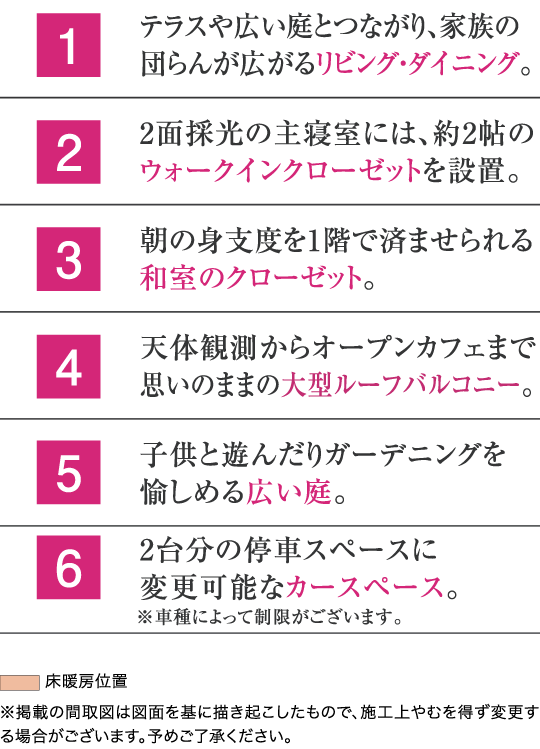 1
テラスや広い庭とつながり、家族の
団らんが広がるリビング・ダイニング。
2
2面採光の主寝室には、約2帖の
ウォークインクローゼットを設置。
3
朝の身支度を1階で済ませられる
和室のクローゼット。
4
天体観測からオープンカフェまで
思いのままの大型ルーフバルコニー。
5
子供と遊んだりガーデニングを
愉しめる広い庭。
6
2台分の停車スペースに
変更可能なカースペース。
※車種によって制限がございます。
床暖房位置
※掲載の間取図は図面を基に描き起こしたもので、施工上やむを得ず変更す
る場合がございます。予めご了承ください。